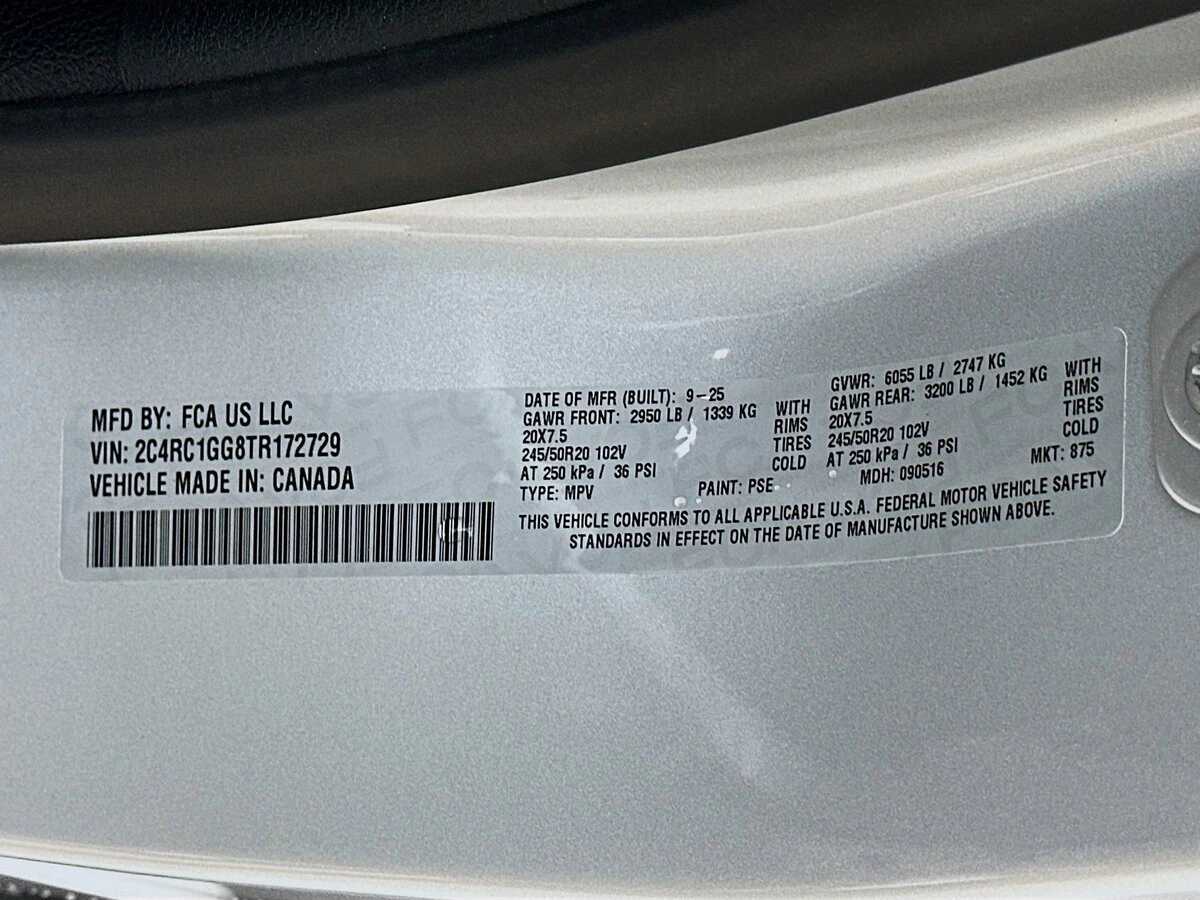 MFD BY: FCA US LLC
VIN: 2C4RC1GG8TR172729
VEHICLE MADE IN: CANADA
DATE OF MFR (BUILT): 9-25
GAWR FRONT: 2950 LB / 1339 KG
20X7.5
245/50R20 102V
AT 250 kPa / 36 PSI
WITH
RIMS
TIRES
COLD
GVWR: 6055 LB / 2747 KG
GAWR REAR: 3200 LB / 1452 KG
20X7.5
245/50R20 102V
AT 250 kPa / 36 PSI
WITH
RIMS
TIRES
COLD
TYPE: MPV PAINT: PSE MDH: 090516 MKT: 875
THIS VEHICLE CONFORMS TO ALL APPLICABLE U.S.A. FEDERAL MOTOR VEHICLE SAFETY
STANDARDS IN EFFECT ON THE DATE OF MANUFACTURE SHOWN ABOVE.